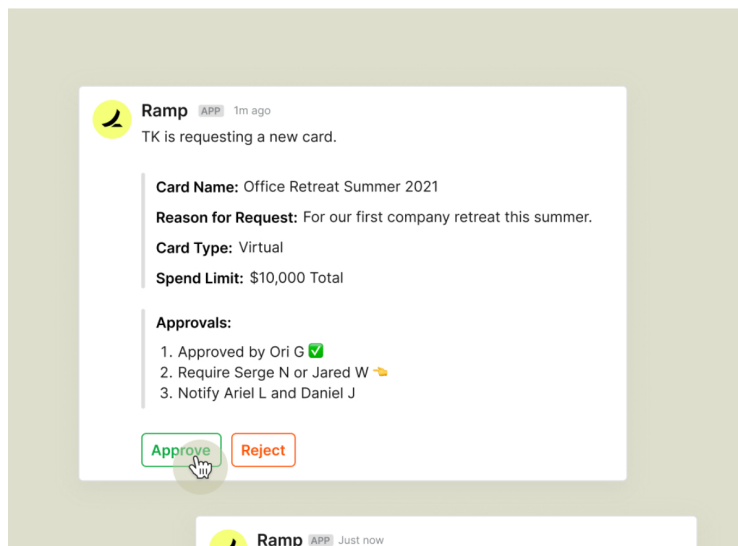 Ramp APP 1m ago
TK is requesting a new card.
Card Name: Office Retreat Summer 2021
Reason for Request: For our first company retreat this summer.
Card Type: Virtual
Spend Limit: $10,000 Total
Approvals:
1. Approved by Ori G ✅
2. Require Serge N or Jared W 👈
3. Notify Ariel L and Daniel J
Approve Reject
Ramp APP Just now